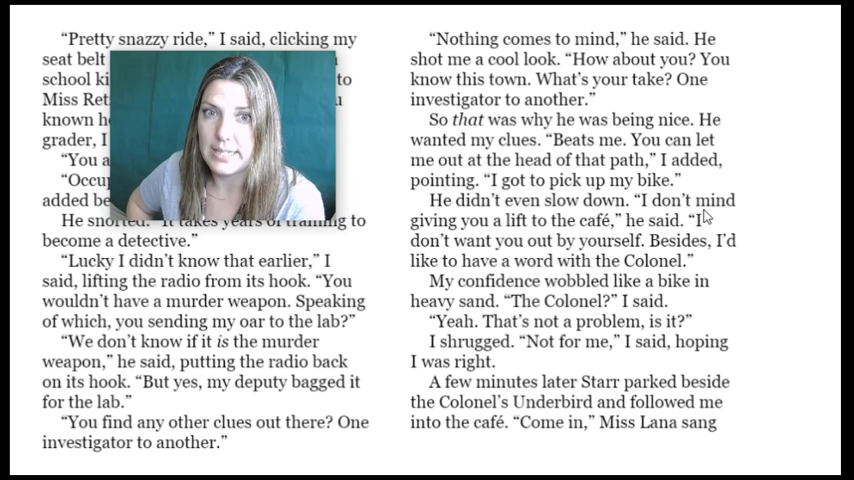 “Pretty snazzy ride,” I said, clicking my
seat belt
school ki
to
Miss Ret
known he
grader, I
“You a
“Occup
added be
He snorted. “It takes years of training to
become a detective.”
“Lucky I didn’t know that earlier,” I
said, lifting the radio from its hook. “You
wouldn’t have a murder weapon. Speaking
of which, you sending my oar to the lab?”
“We don’t know if it is the murder
weapon,” he said, putting the radio back
on its hook. “But yes, my deputy bagged it
for the lab.”
“You find any other clues out there? One
investigator to another.”
“Nothing comes to mind,” he said. He
shot me a cool look. “How about you? You
know this town. What’s your take? One
investigator to another.”
So that was why he was being nice. He
wanted my clues. “Beats me. You can let
me out at the head of that path,” I added,
pointing. “I got to pick up my bike.”
He didn’t even slow down. “I don’t mind
giving you a lift to the café,” he said. “I
don’t want you out by yourself. Besides, I’d
like to have a word with the Colonel.”
My confidence wobbled like a bike in
heavy sand. “The Colonel?” I said.
“Yeah. That’s not a problem, is it?”
I shrugged. “Not for me,” I said, hoping
I was right.
A few minutes later Starr parked beside
the Colonel’s Underbird and followed me
into the café. “Come in,” Miss Lana sang